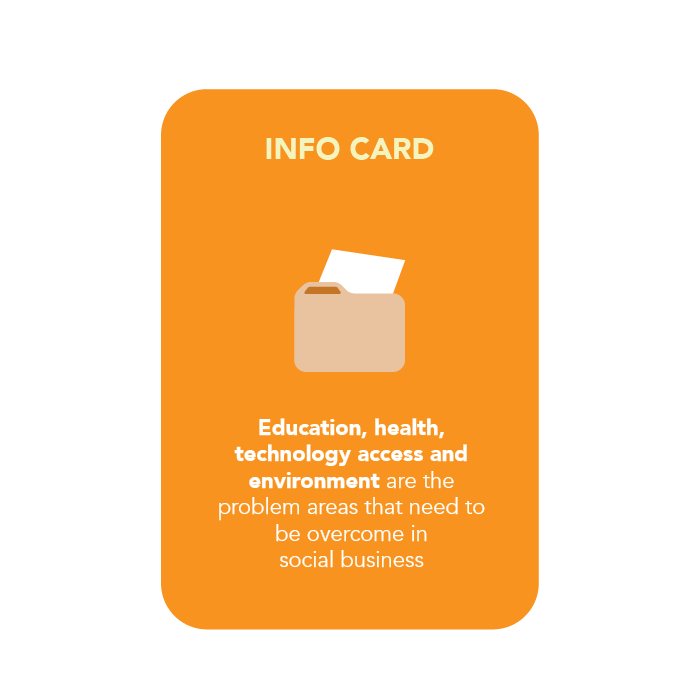 INFO CARD
Education, health,
technology access and
environment are the
problem areas that need to
be overcome in
social business